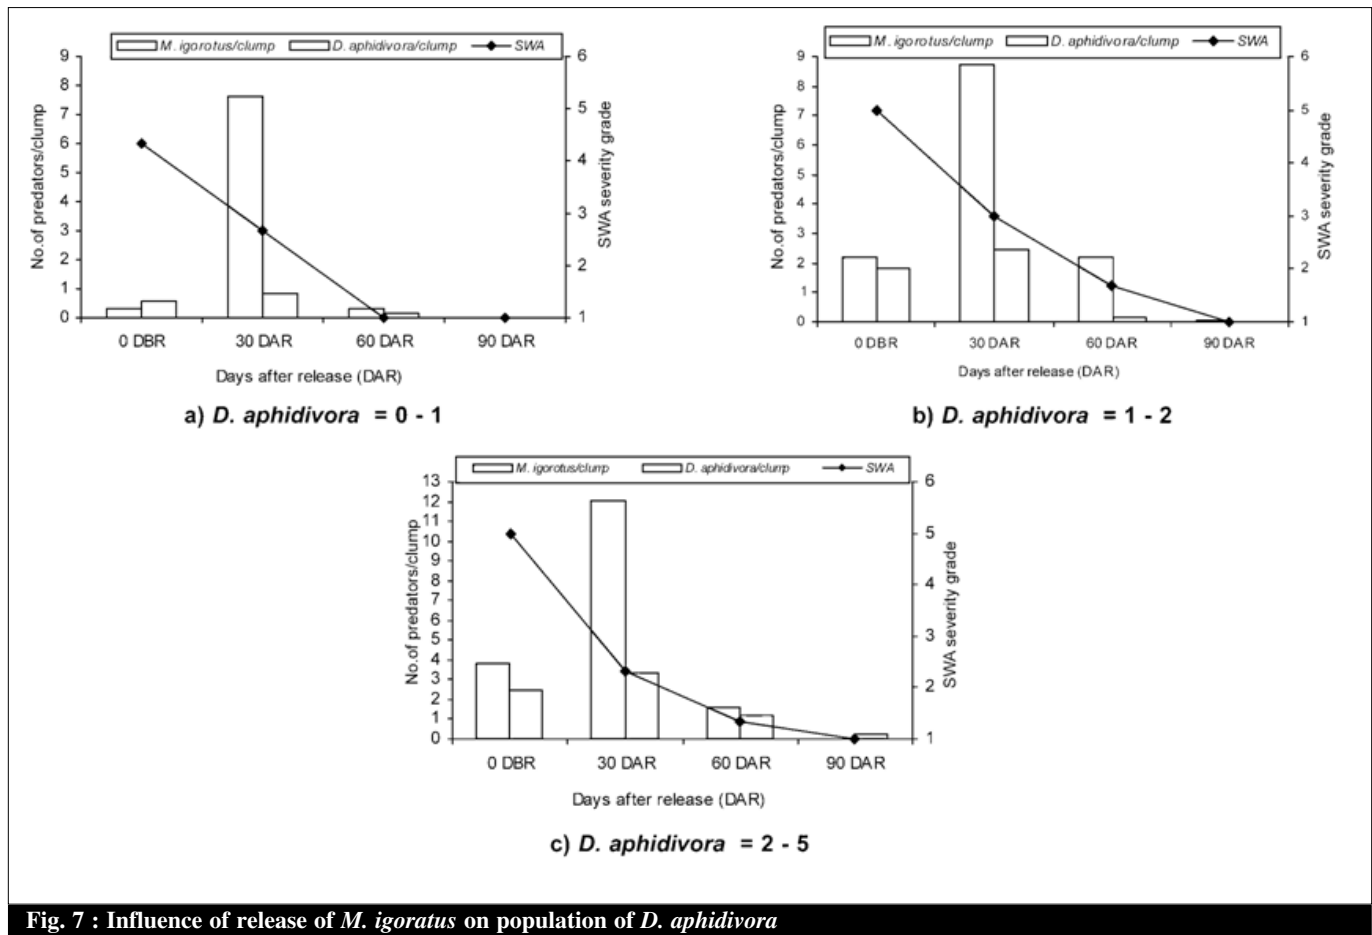 M. igorotus/clump D. aphidivora/clump SWA
9
8
7
6
5
4
3
2
1
0
No.of predators/clump
6
5
4
3
2
1
SWA severity grade
0 DBR 30 DAR 60 DAR 90 DAR
Days after release (DAR)
a) D. aphidivora = 0 - 1
M. igorotus/clump D. aphidivora/clump SWA
9
8
7
6
5
4
3
2
1
0
No.of predators/clump
6
5
4
3
2
1
SWA severity grade
0 DBR 30 DAR 60 DAR 90 DAR
Days after release (DAR)
b) D. aphidivora = 1 - 2
M. igorotus/clump D. aphidivora/clump SWA
13
12
11
10
9
8
7
6
5
4
3
2
1
0
No.of predators/clump
6
5
4
3
2
1
SWA severity grade
0 DBR 30 DAR 60 DAR 90 DAR
Days after release (DAR)
c) D. aphidivora = 2 - 5
Fig. 7 : Influence of release of M. igoratus on population of D. aphidivora